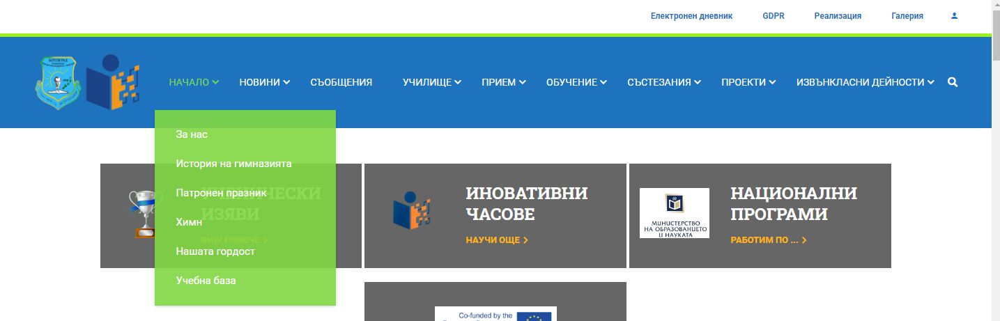 Електронен дневник GDPR Реализация Галерия
БЛАГОЕВГРАД
НАЧАЛО НОВИНИ СЪОБЩЕНИЯ УЧИЛИЩЕ ПРИЕМ ОБУЧЕНИЕ СЪСТЕЗАНИЯ ПРОЕКТИ ИЗВЪНКЛАСНИ ДЕЙНОСТИ
За нас
История на гимназията
Патронен празник
Химн
Нашата гордост
Учебна база
УЧЕНИЧЕСКИ
ИЗЯВИ
ВИЖ ПОВЕЧЕ
ИНОВАТИВНИ
ЧАСОВЕ
НАУЧИ ОЩЕ
МИНИСТЕРСТВО
НА ОБРАЗОВАНИЕТО
И НАУКАТА
НАЦИОНАЛНИ
ПРОГРАМИ
РАБОТИМ ПО ...
Co-funded by the